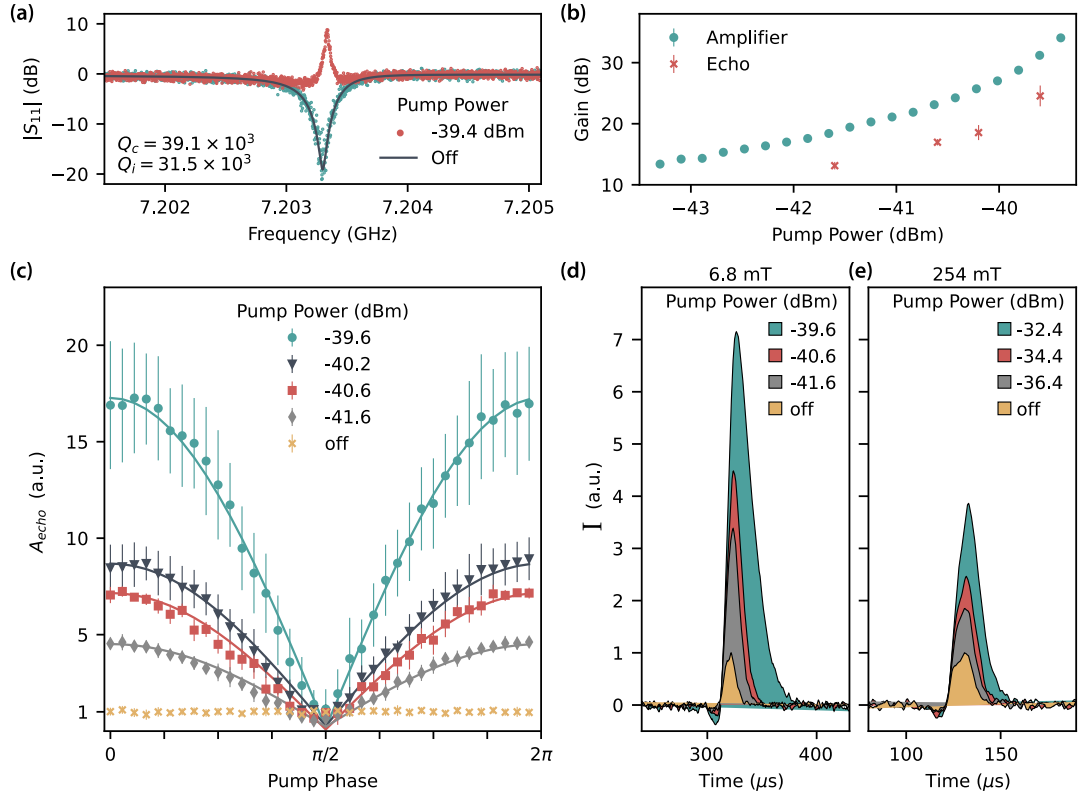 (a)
10
0
−10
−20
|S11| (dB)
Pump Power
-39.4 dBm
Off
Qc = 39.1 × 10³
Qi = 31.5 × 10³
7.202
7.203
7.204
7.205
Frequency (GHz)
(b)
30
20
10
Gain (dB)
Amplifier
Echo
−43
−42
−41
−40
Pump Power (dBm)
(c)
20
15
10
5
1
Aecho (a.u.)
Pump Power (dBm)
-39.6
-40.2
-40.6
-41.6
off
0
π/2
2π
Pump Phase
(d)
6.8 mT
7
6
5
4
3
2
1
0
I (a.u.)
Pump Power (dBm)
-39.6
-40.6
-41.6
off
300
400
Time (μs)
(e)
254 mT
Pump Power (dBm)
-32.4
-34.4
-36.4
off
100
150
Time (μs)